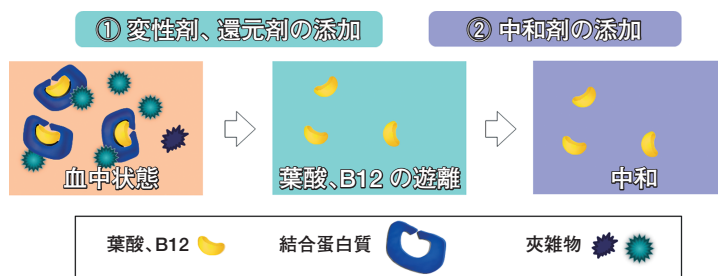 ① 変性剤、還元剤の添加
② 中和剤の添加
血中状態
葉酸、B12 の遊離
中和
葉酸、B12
結合蛋白質
夾雑物